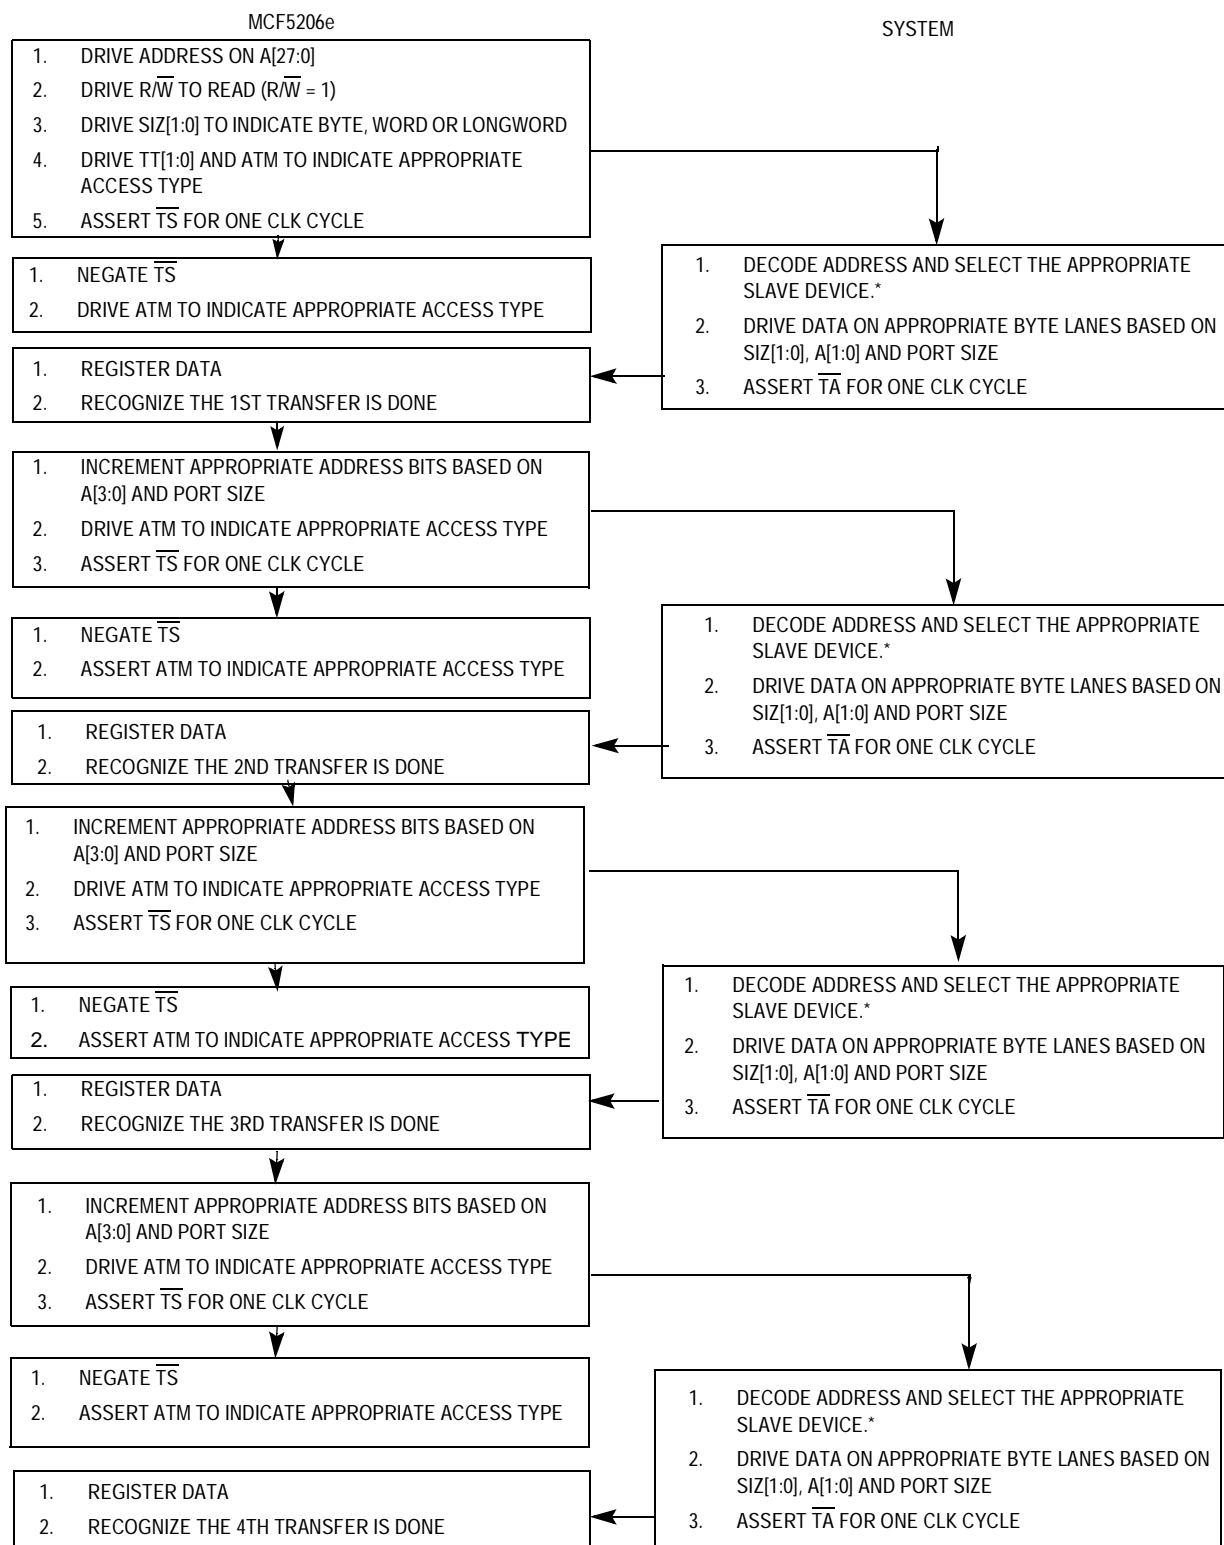 MCF5206e
SYSTEM
1. DRIVE ADDRESS ON A[27:0]
2. DRIVE R/W̅ TO READ (R/W̅ = 1)
3. DRIVE SIZ[1:0] TO INDICATE BYTE, WORD OR LONGWORD
4. DRIVE TT[1:0] AND ATM TO INDICATE APPROPRIATE
ACCESS TYPE
5. ASSERT T̅S̅ FOR ONE CLK CYCLE
1. NEGATE T̅S̅
2. DRIVE ATM TO INDICATE APPROPRIATE ACCESS TYPE
1. DECODE ADDRESS AND SELECT THE APPROPRIATE
SLAVE DEVICE.*
2. DRIVE DATA ON APPROPRIATE BYTE LANES BASED ON
SIZ[1:0], A[1:0] AND PORT SIZE
3. ASSERT T̅A̅ FOR ONE CLK CYCLE
1. REGISTER DATA
2. RECOGNIZE THE 1ST TRANSFER IS DONE
1. INCREMENT APPROPRIATE ADDRESS BITS BASED ON
A[3:0] AND PORT SIZE
2. DRIVE ATM TO INDICATE APPROPRIATE ACCESS TYPE
3. ASSERT T̅S̅ FOR ONE CLK CYCLE
1. NEGATE T̅S̅
2. ASSERT ATM TO INDICATE APPROPRIATE ACCESS TYPE
1. DECODE ADDRESS AND SELECT THE APPROPRIATE
SLAVE DEVICE.*
2. DRIVE DATA ON APPROPRIATE BYTE LANES BASED ON
SIZ[1:0], A[1:0] AND PORT SIZE
3. ASSERT T̅A̅ FOR ONE CLK CYCLE
1. REGISTER DATA
2. RECOGNIZE THE 2ND TRANSFER IS DONE
1. INCREMENT APPROPRIATE ADDRESS BITS BASED ON
A[3:0] AND PORT SIZE
2. DRIVE ATM TO INDICATE APPROPRIATE ACCESS TYPE
3. ASSERT T̅S̅ FOR ONE CLK CYCLE
1. NEGATE T̅S̅
2. ASSERT ATM TO INDICATE APPROPRIATE ACCESS TYPE
1. DECODE ADDRESS AND SELECT THE APPROPRIATE
SLAVE DEVICE.*
2. DRIVE DATA ON APPROPRIATE BYTE LANES BASED ON
SIZ[1:0], A[1:0] AND PORT SIZE
3. ASSERT T̅A̅ FOR ONE CLK CYCLE
1. REGISTER DATA
2. RECOGNIZE THE 3RD TRANSFER IS DONE
1. INCREMENT APPROPRIATE ADDRESS BITS BASED ON
A[3:0] AND PORT SIZE
2. DRIVE ATM TO INDICATE APPROPRIATE ACCESS TYPE
3. ASSERT T̅S̅ FOR ONE CLK CYCLE
1. NEGATE T̅S̅
2. ASSERT ATM TO INDICATE APPROPRIATE ACCESS TYPE
1. DECODE ADDRESS AND SELECT THE APPROPRIATE
SLAVE DEVICE.*
2. DRIVE DATA ON APPROPRIATE BYTE LANES BASED ON
SIZ[1:0], A[1:0] AND PORT SIZE
3. ASSERT T̅A̅ FOR ONE CLK CYCLE
1. REGISTER DATA
2. RECOGNIZE THE 4TH TRANSFER IS DONE